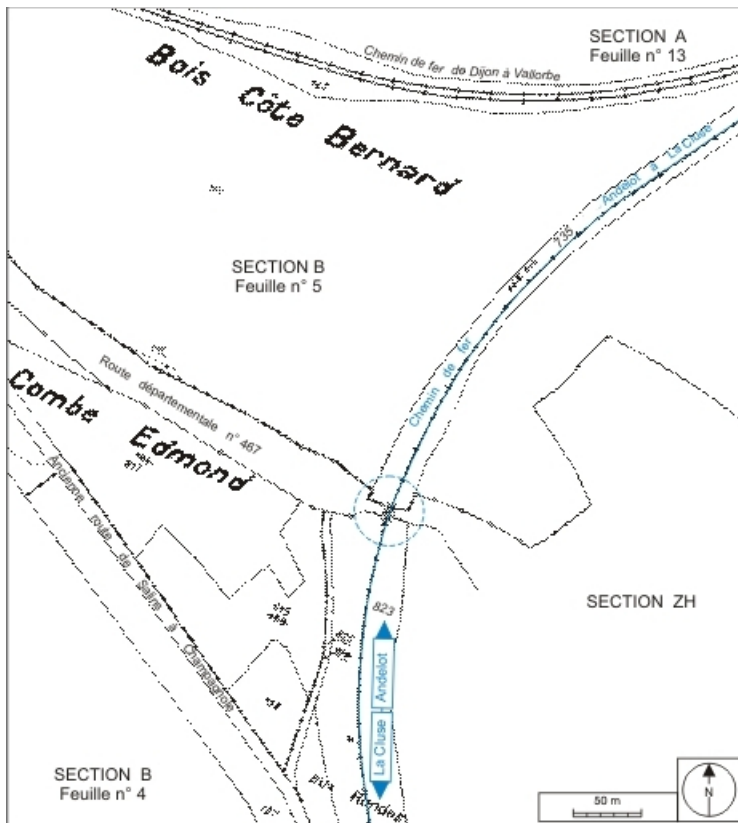 SECTION A
Feuille n° 13
Chemin de fer de Dijon à Vallorbe
Bois Côte Bernard
Andelot à La Cluse
735
SECTION B
Feuille n° 5
Chemin de fer
Route départementale n° 467
Combe Edmond
Ancienne route de Salins à Champagnole
823
SECTION ZH
Andelot
La Cluse
SECTION B
Feuille n° 4
aux
50 m
N